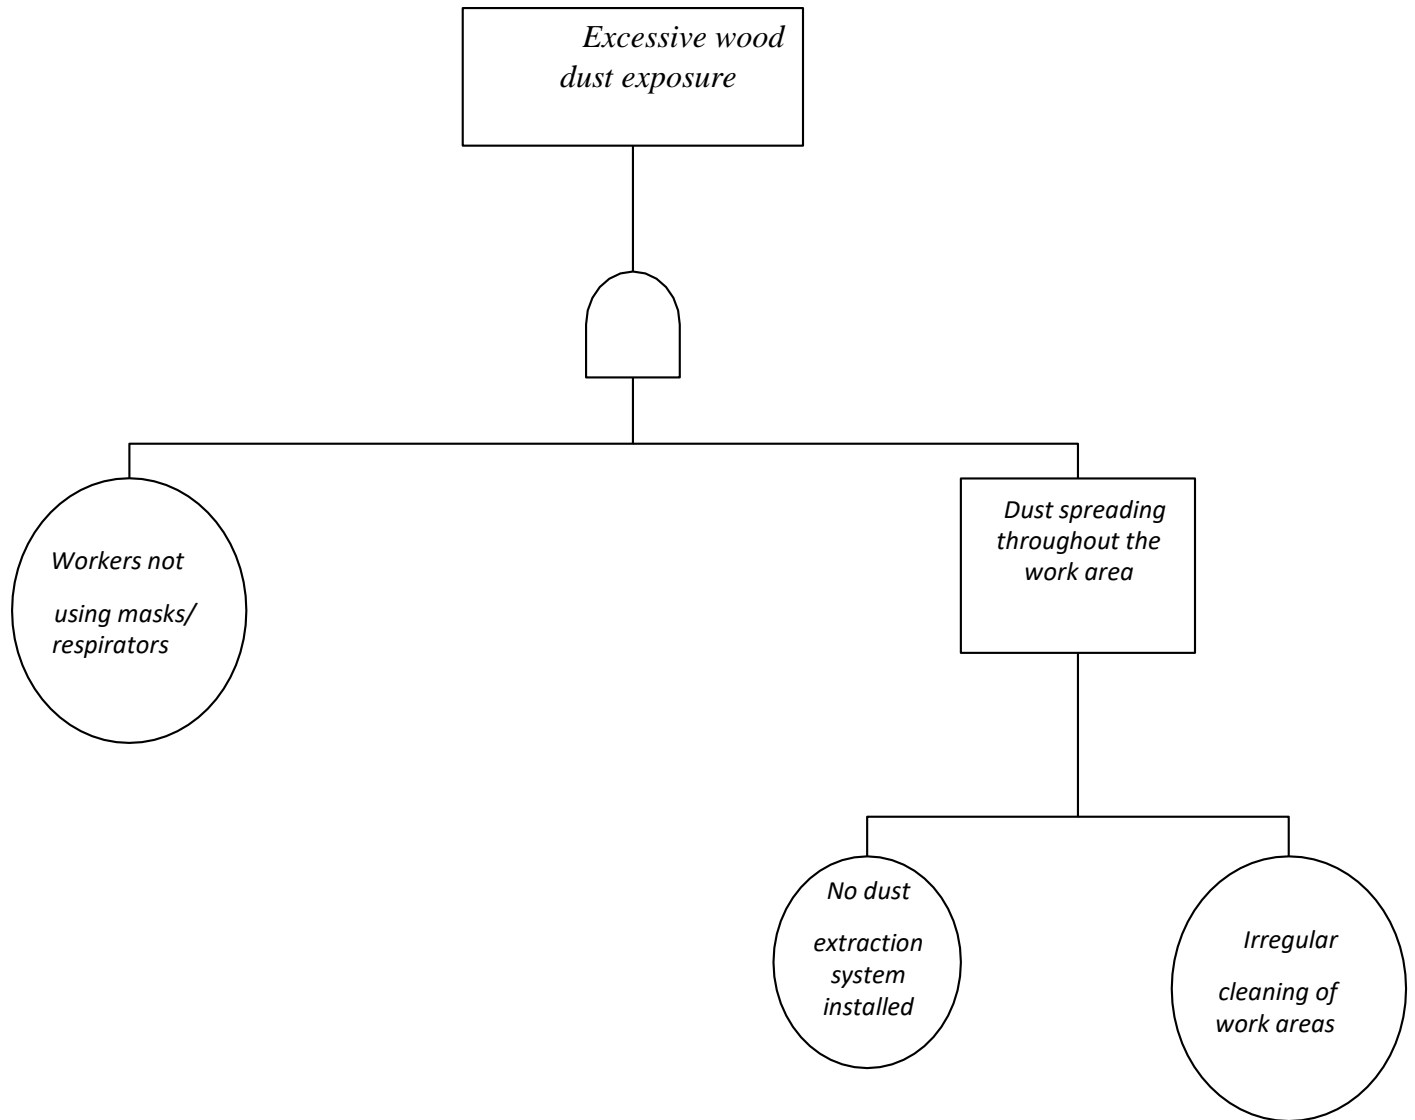 Excessive wood
dust exposure
Workers not
using masks/
respirators
Dust spreading
throughout the
work area
No dust
extraction
system
installed
Irregular
cleaning of
work areas